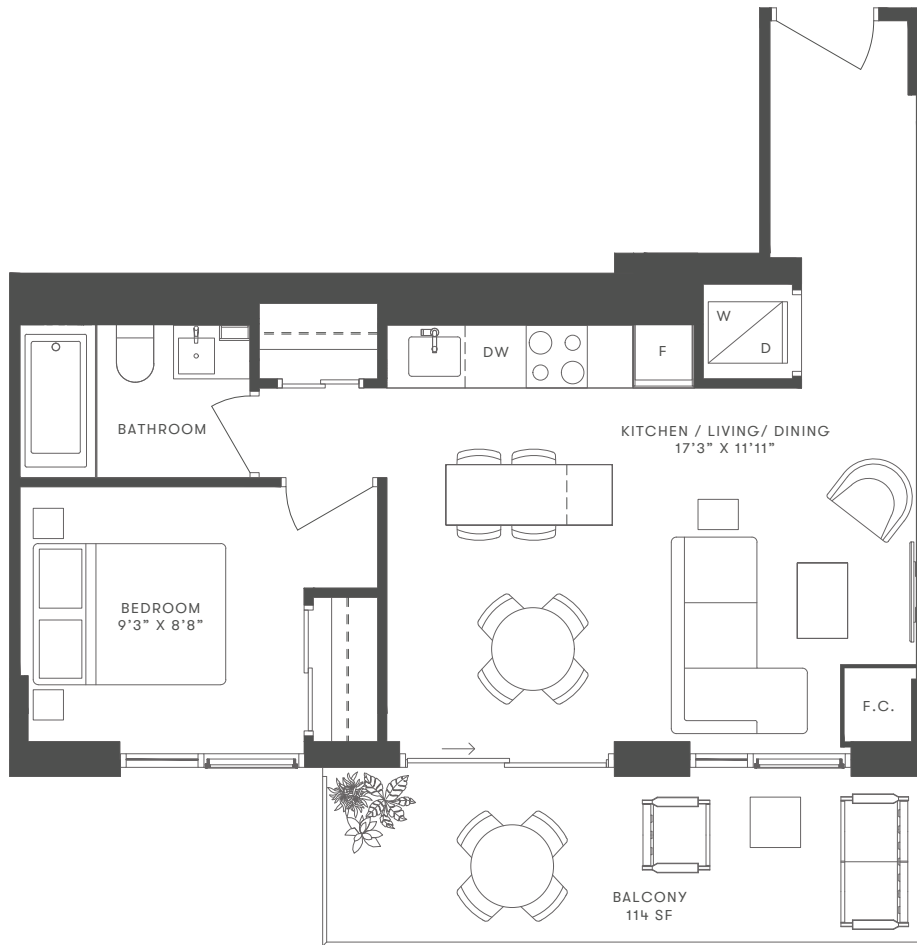 W
D
DW
F
BATHROOM
KITCHEN / LIVING/ DINING
17'3" X 11'11"
BEDROOM
9'3" X 8'8"
F.C.
BALCONY
114 SF